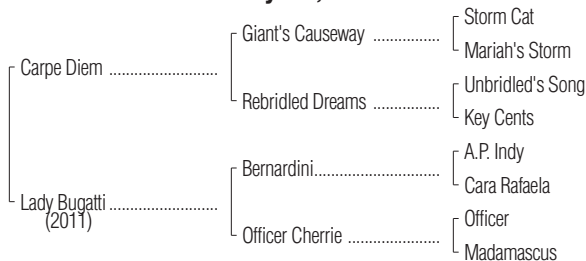 Storm Cat
Giant's Causeway ................
Mariah's Storm
Carpe Diem ..........................
Unbridled's Song
Rebridled Dreams ................
Key Cents
A.P. Indy
Bernardini..............................
Cara Rafaela
Lady Bugatti ..........................
(2011)
Officer
Officer Cherrie ......................
Madamascus